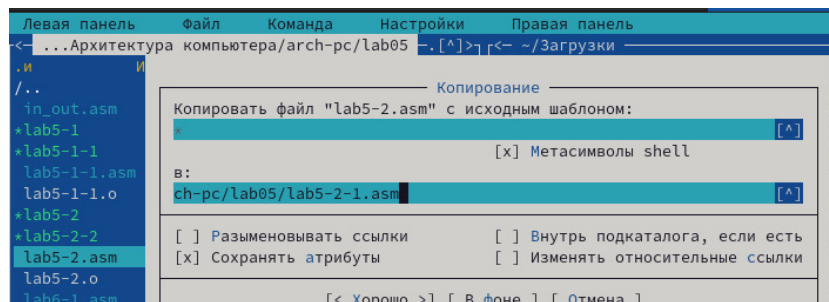 Левая панель Файл Команда Настройки Правая панель
<─ ...Архитектура компьютера/arch-pc/lab05 ─.[^]>┐┌<─ ~/Загрузки
.и И
/..
in_out.asm
*lab5-1
*lab5-1-1
lab5-1-1.asm
lab5-1-1.o
*lab5-2
*lab5-2-2
lab5-2.asm
lab5-2.o
lab6-1.asm
Копирование
Копировать файл "lab5-2.asm" с исходным шаблоном:
* [^]
[x] Метасимволы shell
в:
ch-pc/lab05/lab5-2-1.asm [^]
[ ] Разыменовывать ссылки [ ] Внутрь подкаталога, если есть
[x] Сохранять атрибуты [ ] Изменять относительные ссылки
[< Хорошо >] [ В фоне ] [ Отмена ]